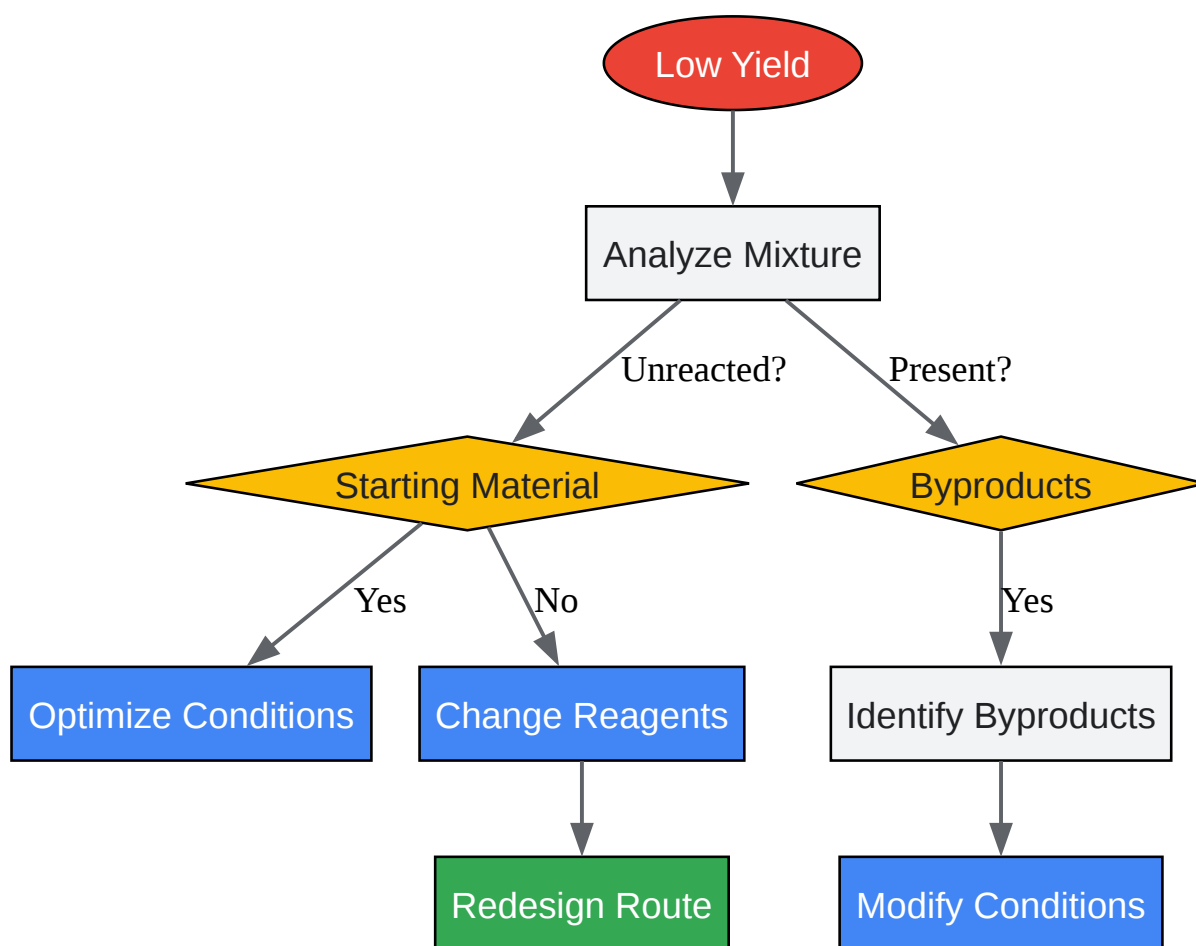 Low Yield
Analyze Mixture
Unreacted?
Present?
Starting Material
Byproducts
Yes
No
Yes
Optimize Conditions
Change Reagents
Identify Byproducts
Redesign Route
Modify Conditions